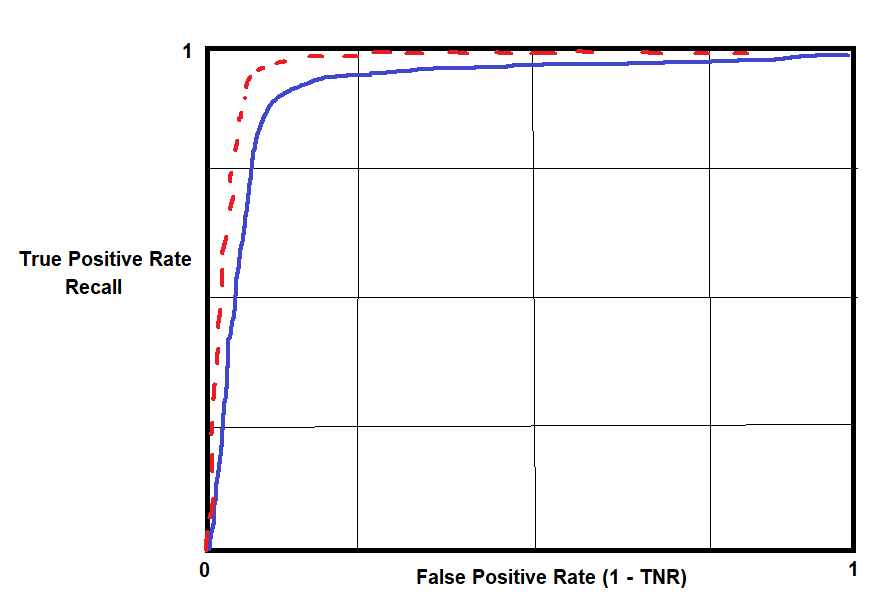 1
True Positive Rate
Recall
0
1
False Positive Rate (1 - TNR)